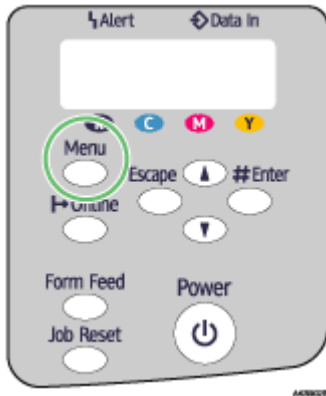 Alert Data In
C M Y
Menu
Escape #Enter
Online
Form Feed Power
Job Reset